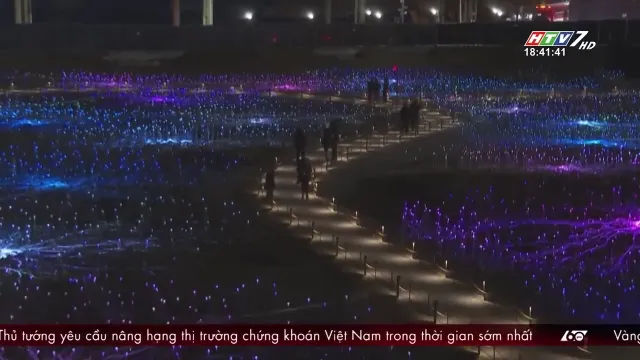 HTV7 HD
18:41:41
Thủ tướng yêu cầu nâng hạng thị trường chứng khoán Việt Nam trong thời gian sớm nhất 60 Vàng